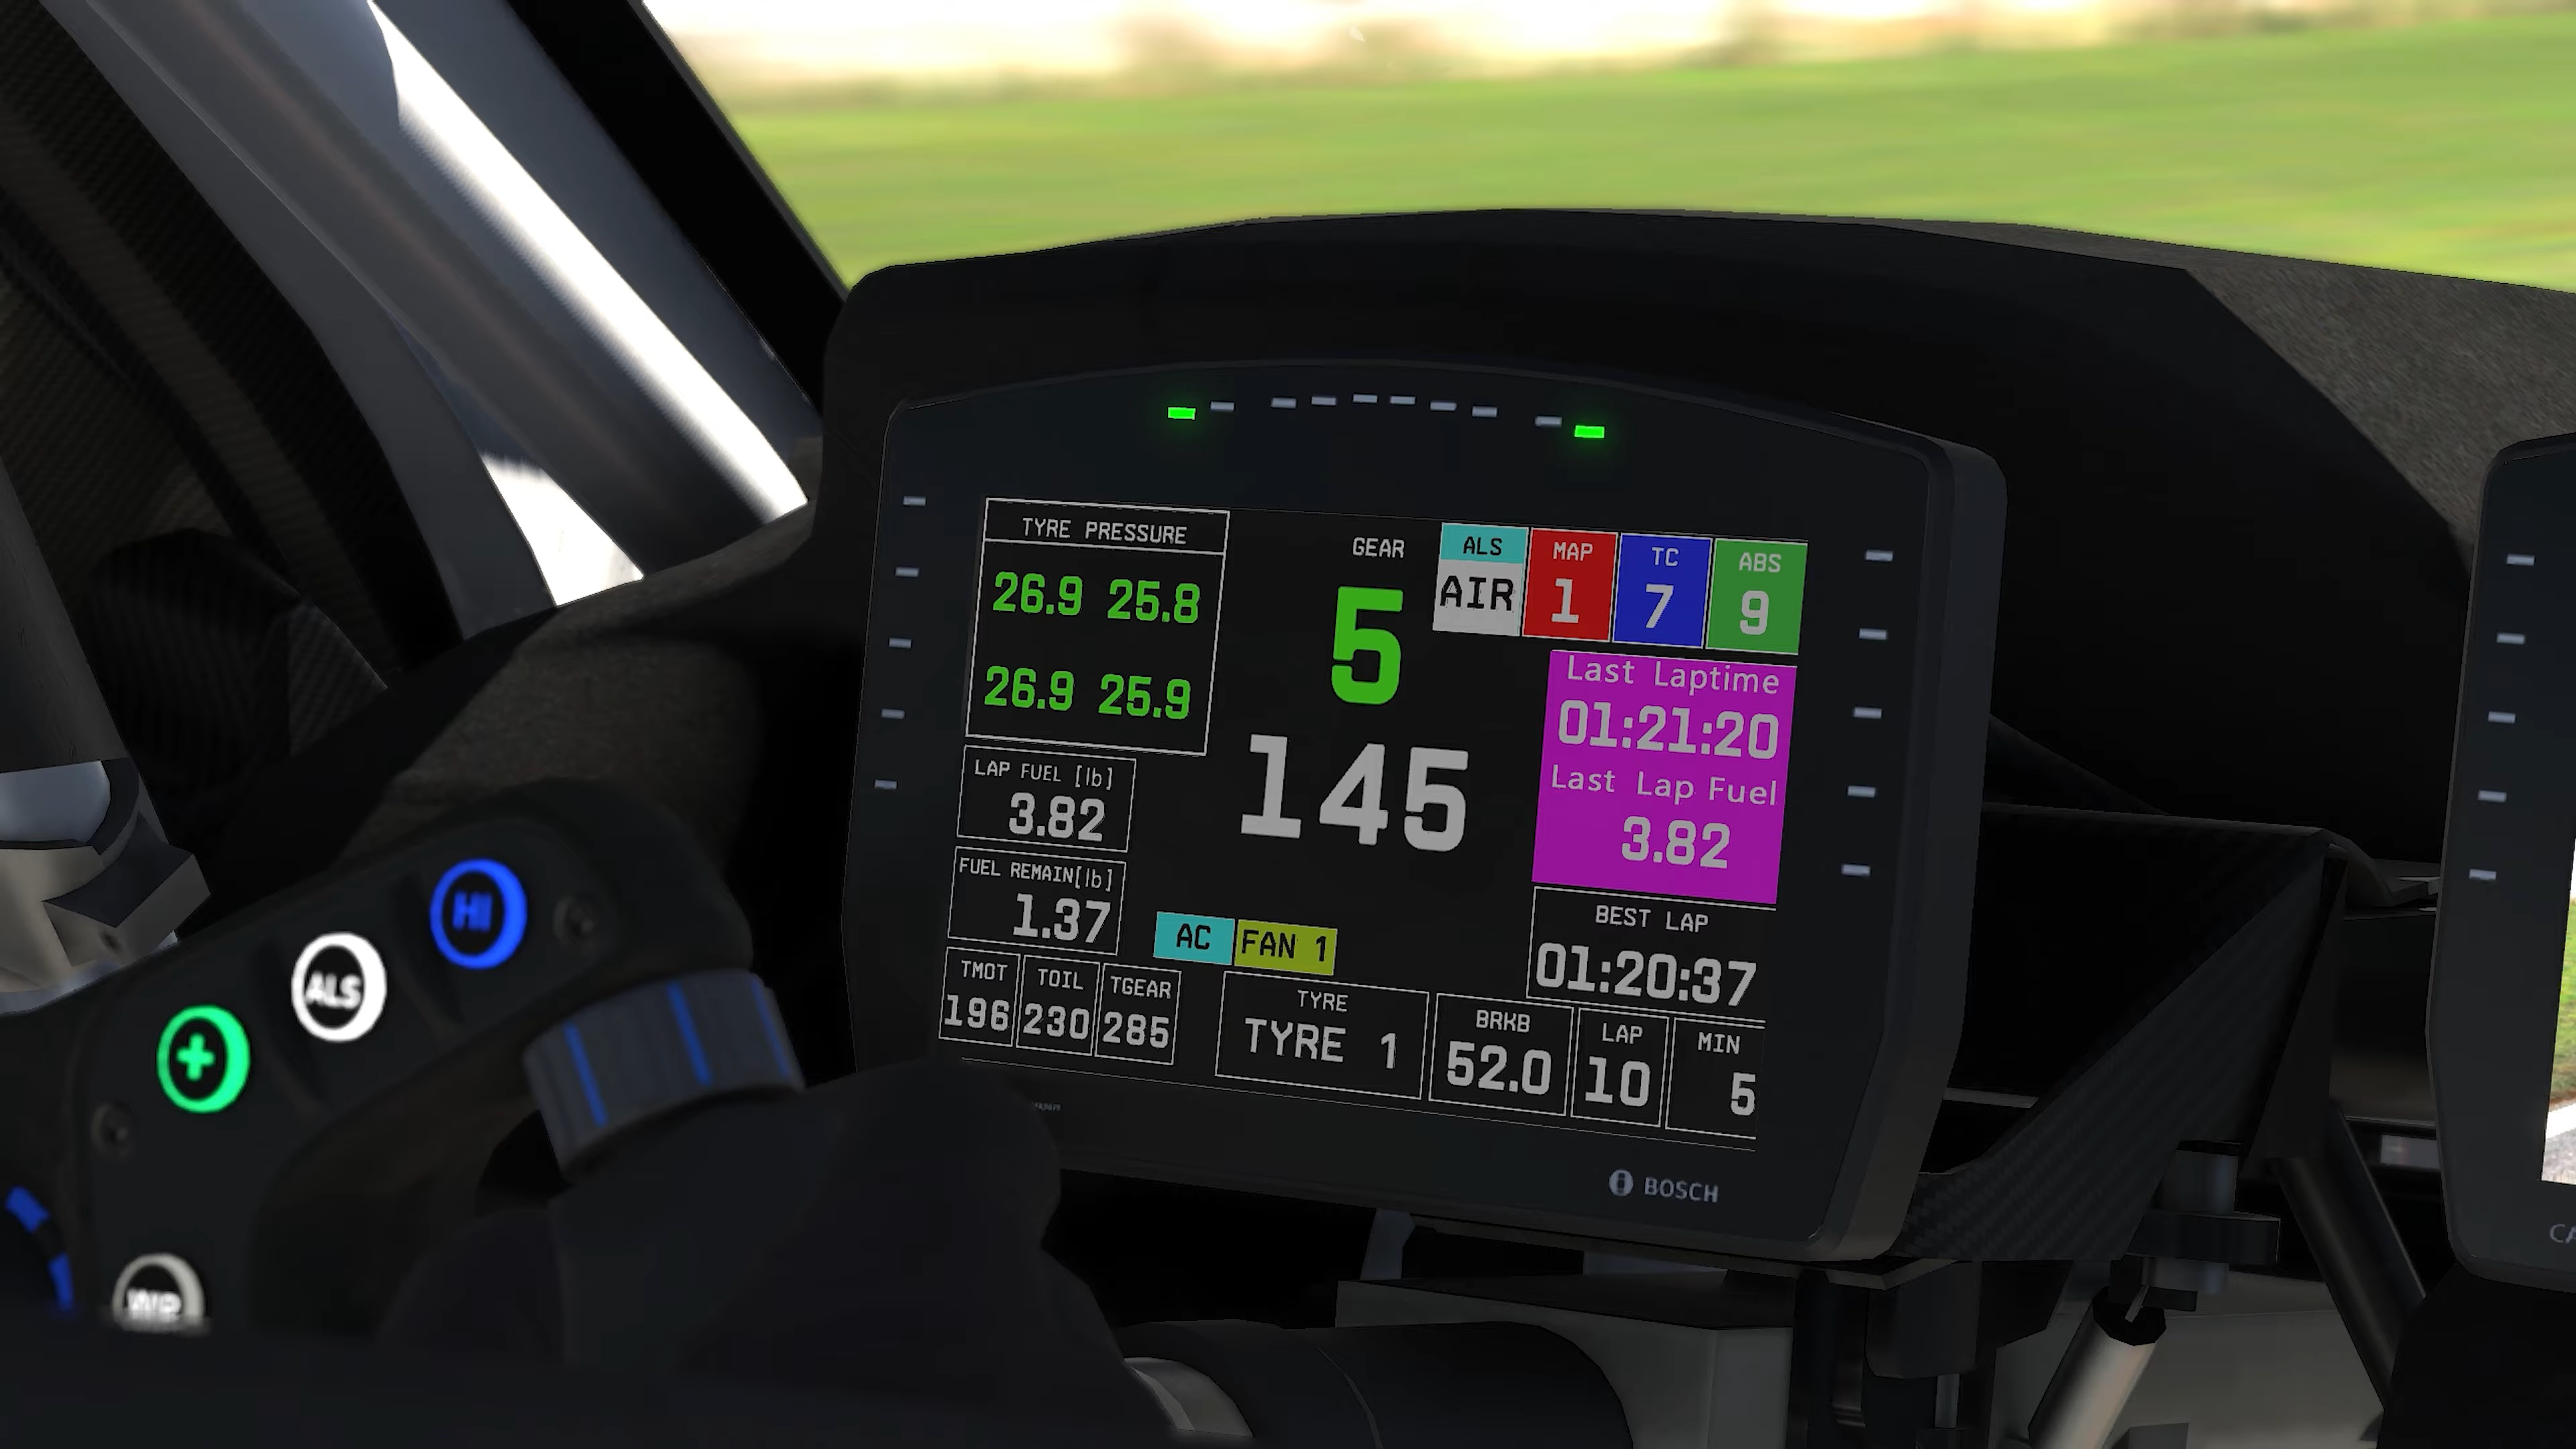 TYRE PRESSURE
26.9 25.8
26.9 25.9
GEAR
5
145
ALS
AIR
MAP
1
TC
7
ABS
9
Last Laptime
01:21:20
Last Lap Fuel
3.82
LAP FUEL [lb]
3.82
FUEL REMAIN[lb]
1.37
BEST LAP
01:20:37
AC
FAN 1
TMOT
196
TOIL
230
TGEAR
285
TYRE
TYRE 1
BRKB
52.0
LAP
10
MIN
5
BOSCH
HI
ALS
+